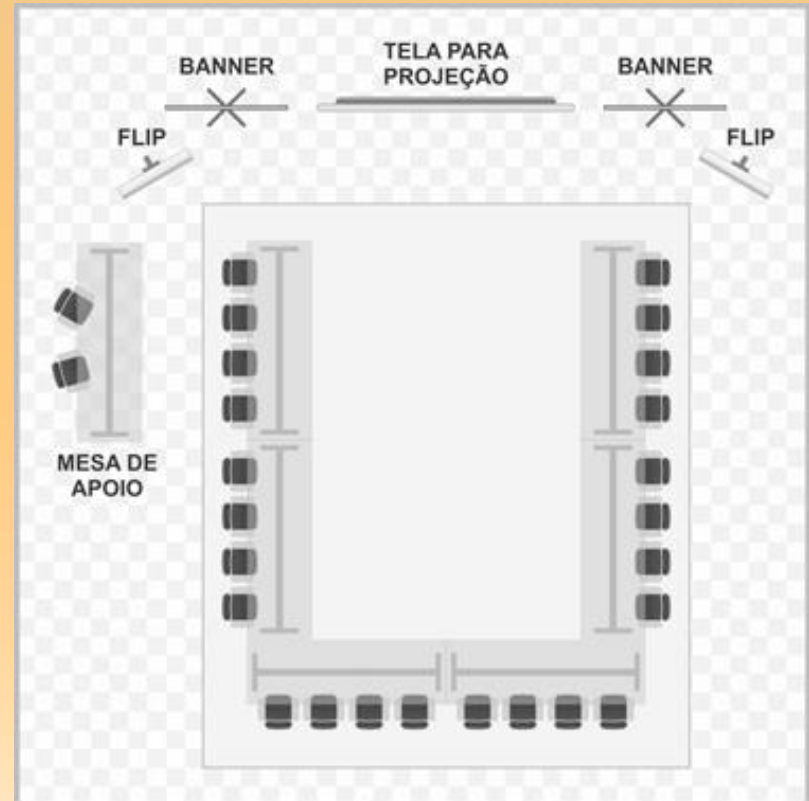 TELA PARA
PROJEÇÃO
BANNER
BANNER
FLIP
FLIP
MESA DE
APOIO